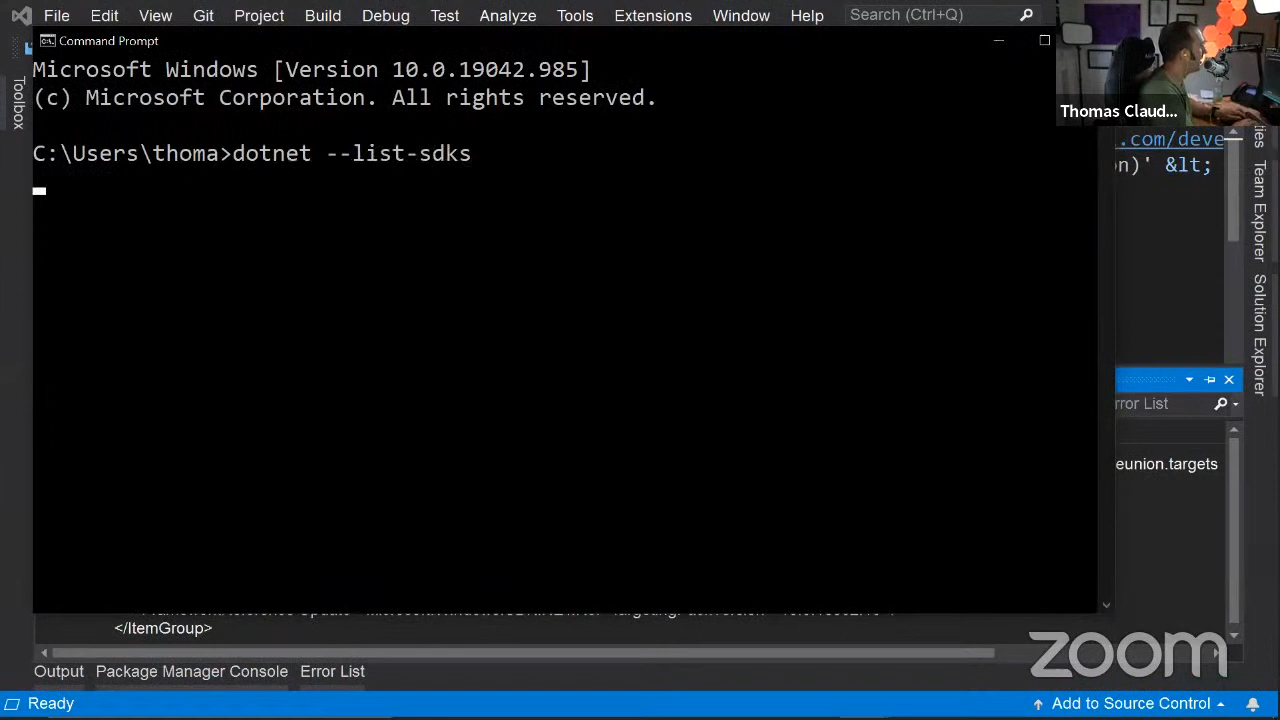 File Edit View Git Project Build Debug Test Analyze Tools Extensions Window Help Search (Ctrl+Q)
Command Prompt
Microsoft Windows [Version 10.0.19042.985]
(c) Microsoft Corporation. All rights reserved.
C:\Users\thoma>dotnet --list-sdks
Toolbox
Thomas Claud...
.com/deve
n)' &lt;
Team Explorer
Solution Explorer
rror List
eunion.targets
</ItemGroup>
zoom
Output Package Manager Console Error List
Ready
Add to Source Control